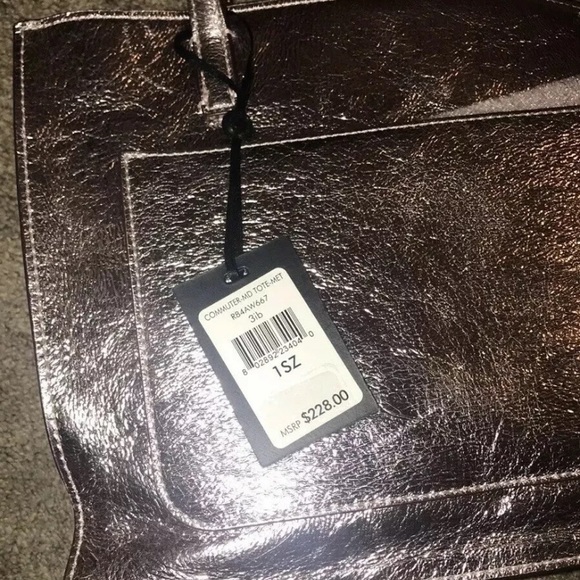 COMMUTER-MD TOTE-MET
RB4AW667
3ib
8 02892 23404 0
1SZ
MSRP $228.00